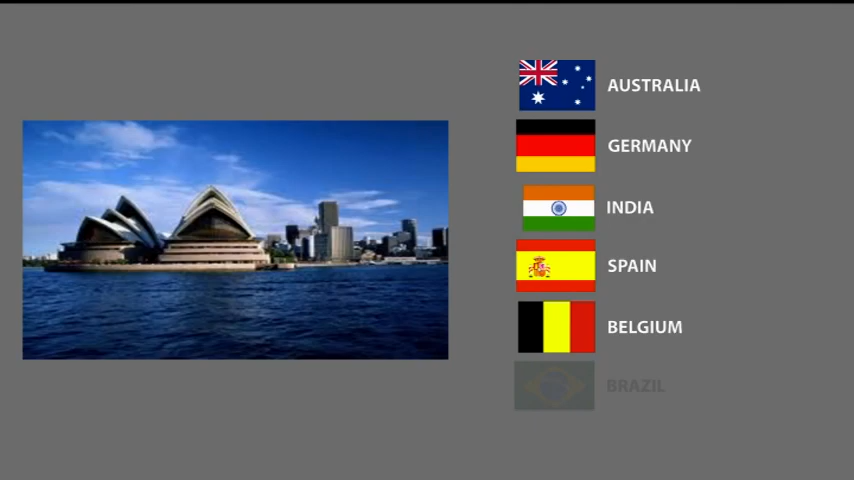 AUSTRALIA
GERMANY
INDIA
SPAIN
BELGIUM
BRAZIL